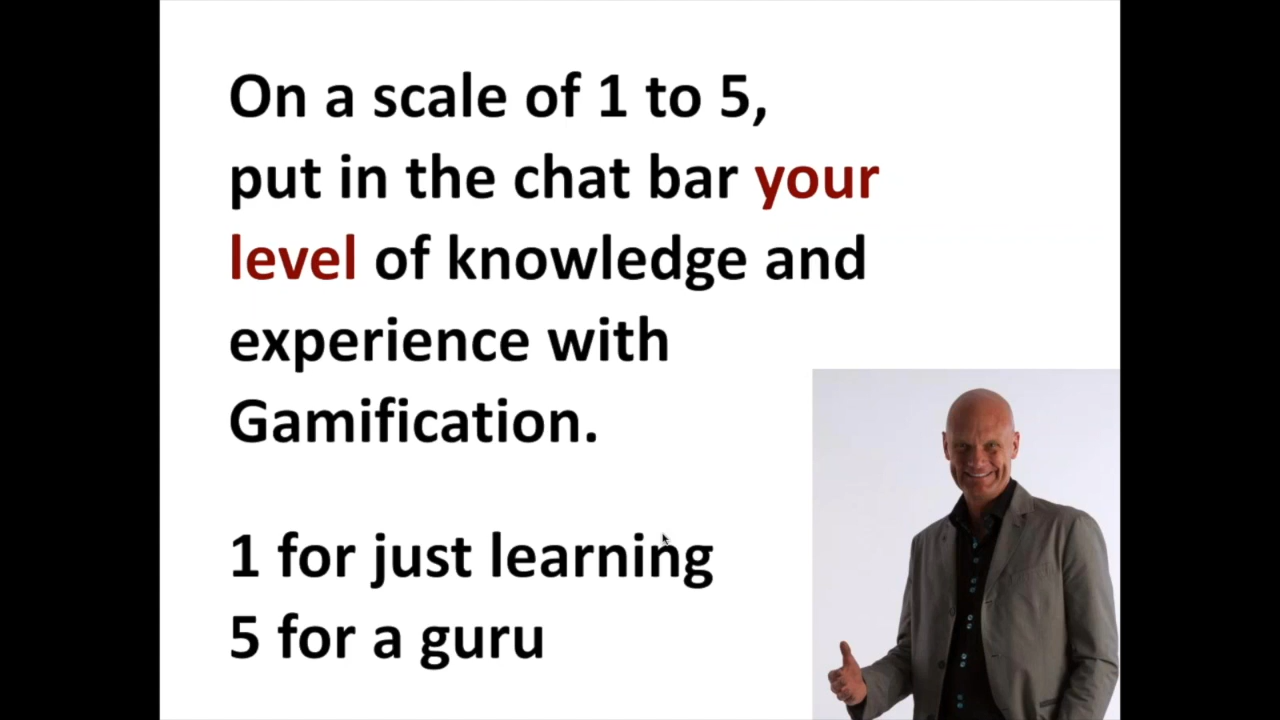 On a scale of 1 to 5,
put in the chat bar your
level of knowledge and
experience with
Gamification.
1 for just learning
5 for a guru